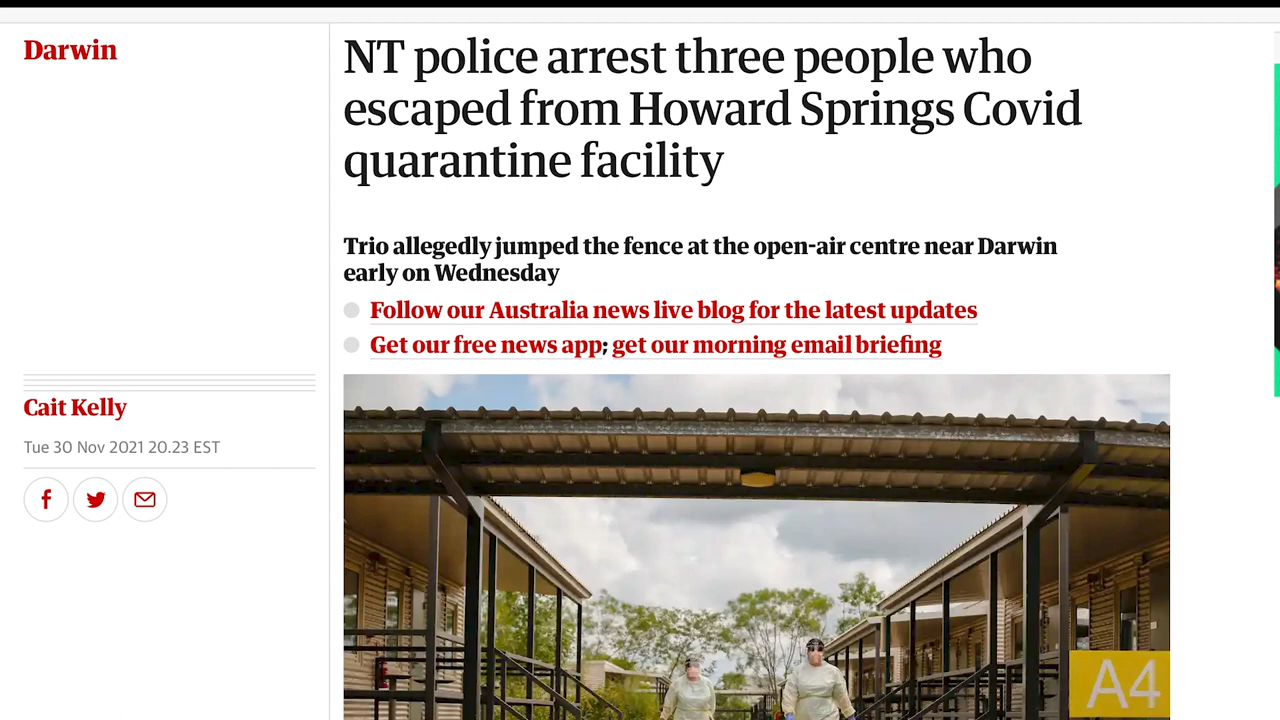 Darwin
NT police arrest three people who
escaped from Howard Springs Covid
quarantine facility
Trio allegedly jumped the fence at the open-air centre near Darwin
early on Wednesday
Follow our Australia news live blog for the latest updates
Get our free news app; get our morning email briefing
Cait Kelly
Tue 30 Nov 2021 20.23 EST
A4